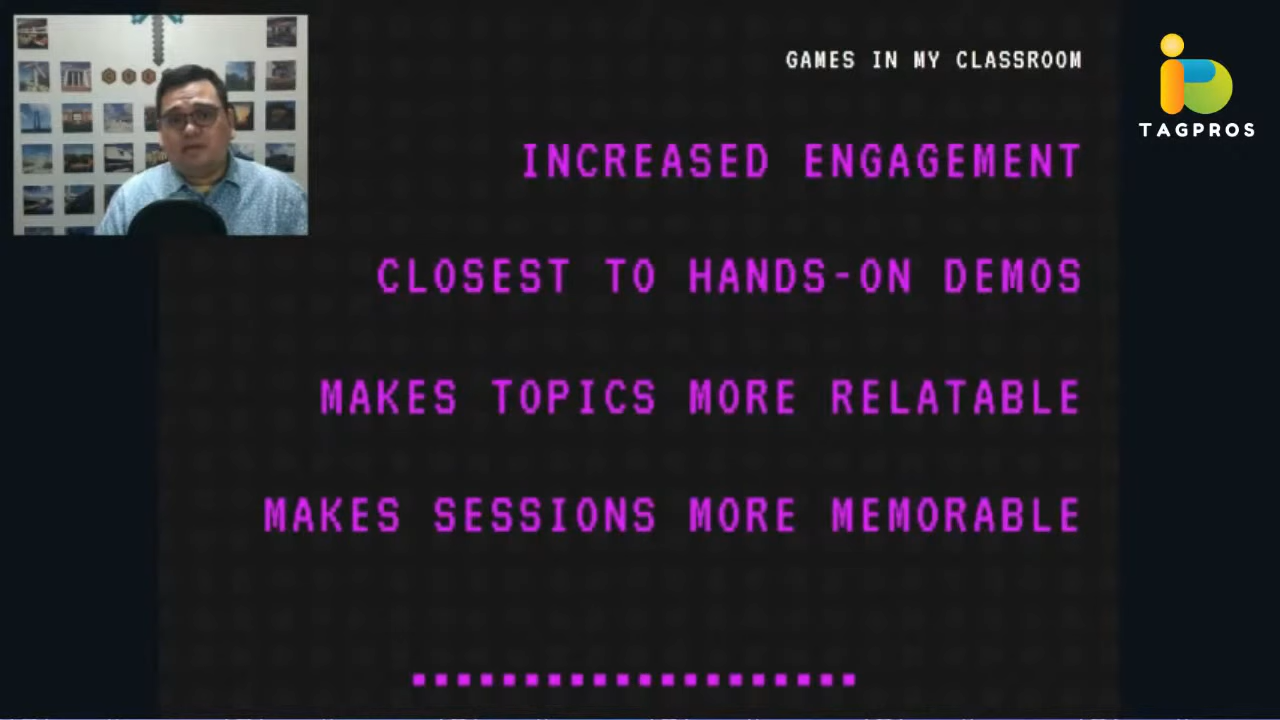 GAMES IN MY CLASSROOM
TAGPROS
INCREASED ENGAGEMENT
CLOSEST TO HANDS-ON DEMOS
MAKES TOPICS MORE RELATABLE
MAKES SESSIONS MORE MEMORABLE